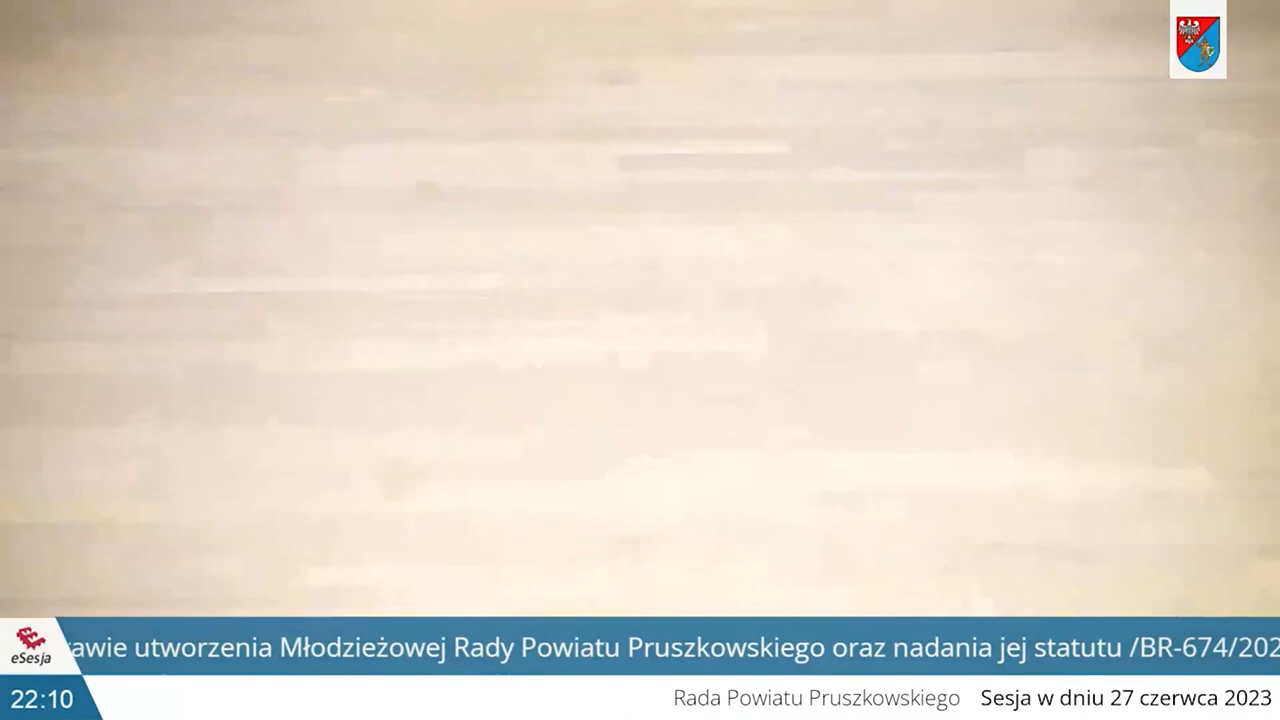 rawie utworzenia Młodzieżowej Rady Powiatu Pruszkowskiego oraz nadania jej statutu /BR-674/202
eSesja
22:10
Rada Powiatu Pruszkowskiego Sesja w dniu 27 czerwca 2023